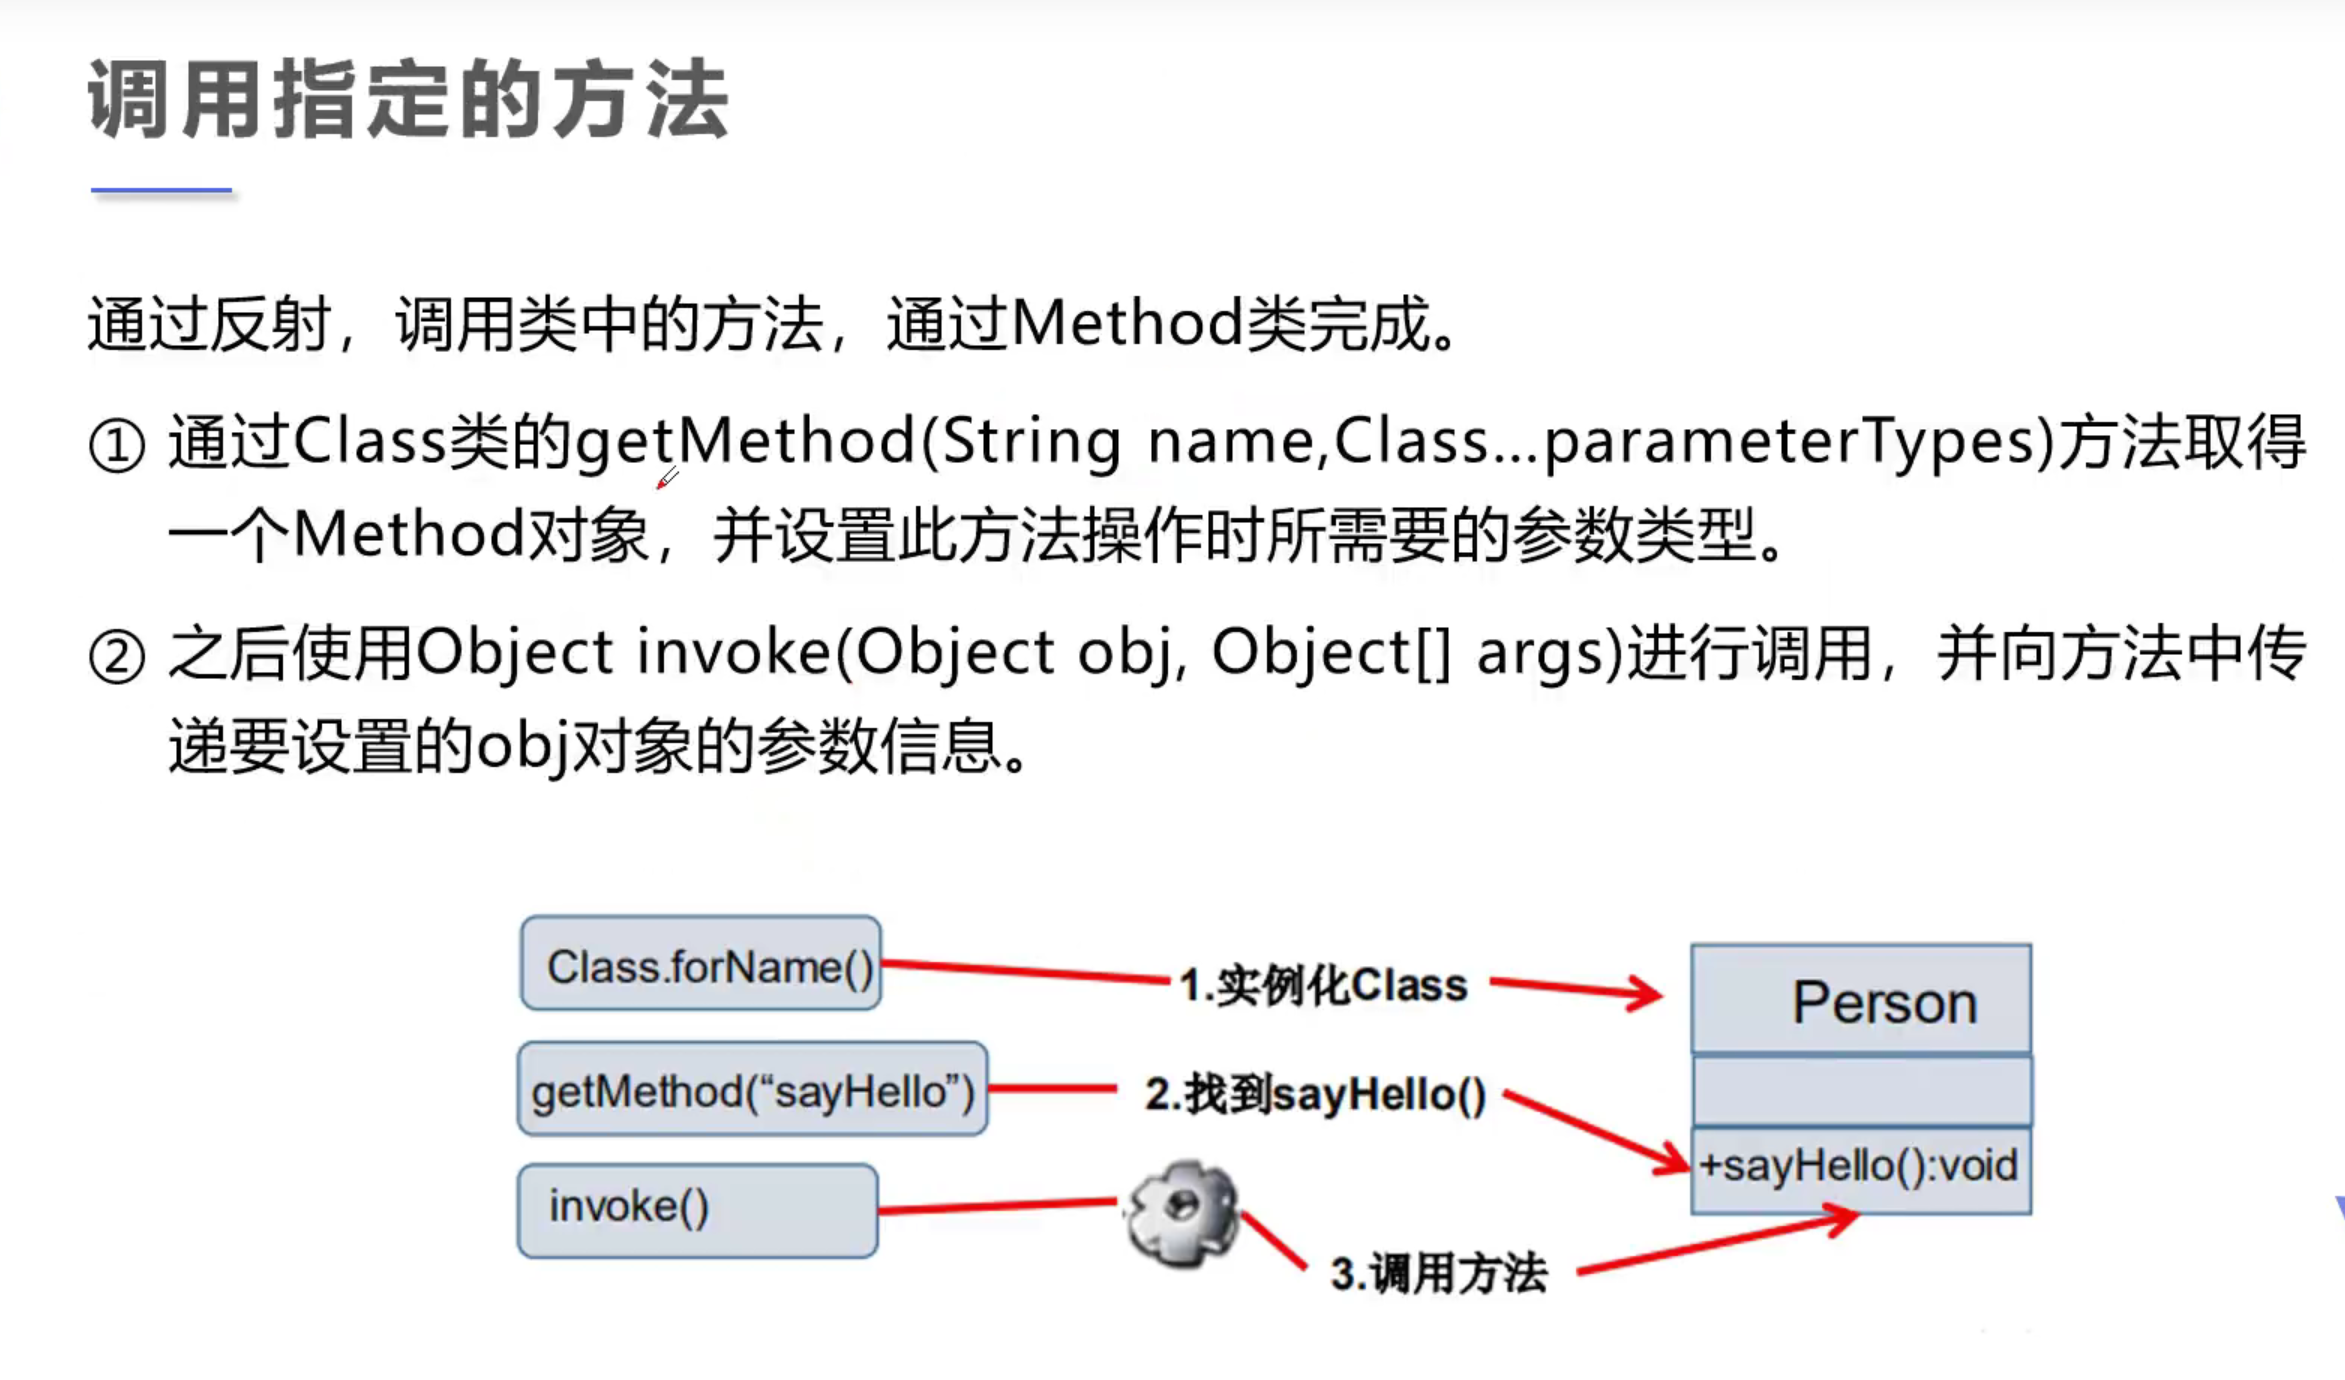 调用指定的方法
通过反射，调用类中的方法，通过Method类完成。
① 通过Class类的getMethod(String name,Class...parameterTypes)方法取得
一个Method对象，并设置此方法操作时所需要的参数类型。
② 之后使用Object invoke(Object obj, Object[] args)进行调用，并向方法中传
递要设置的obj对象的参数信息。
Class.forName()
1.实例化Class
Person
getMethod(“sayHello”)
2.找到sayHello()
+sayHello():void
invoke()
3.调用方法